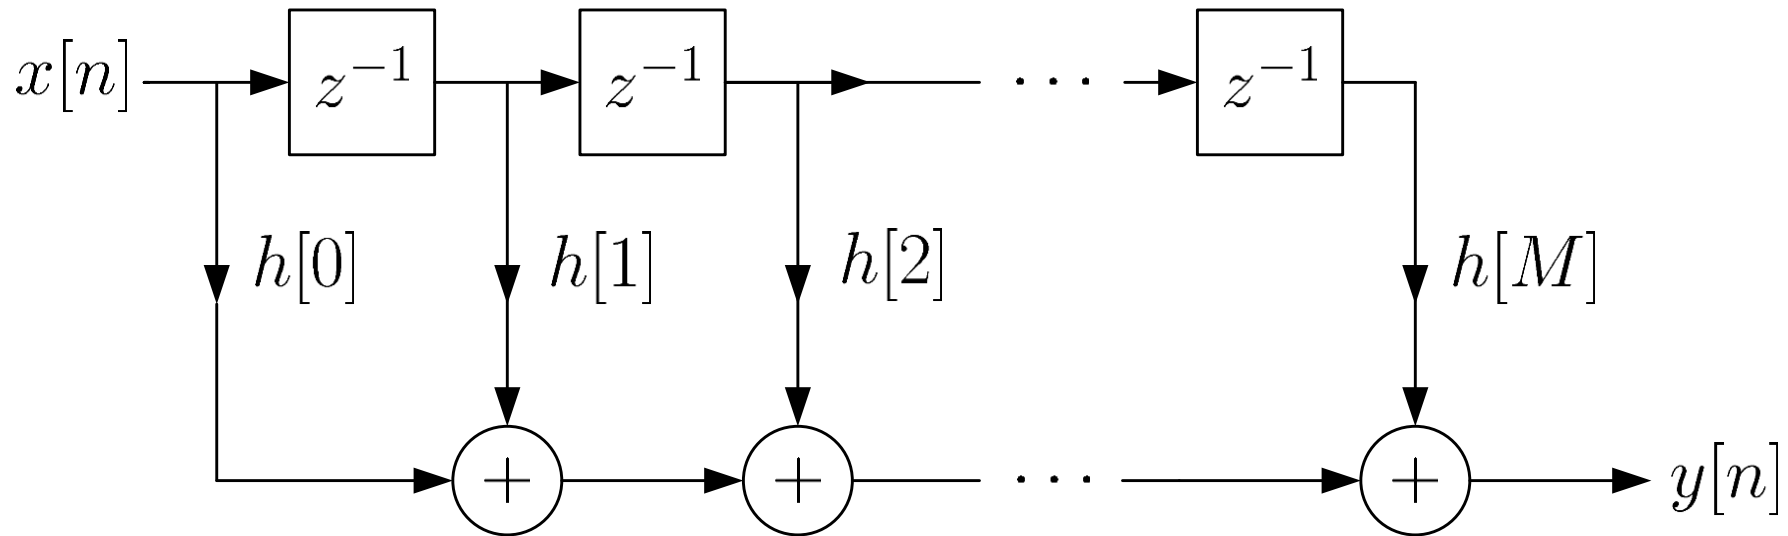 x[n] z⁻¹ z⁻¹ · · · z⁻¹
h[0] h[1] h[2] h[M]
+ + · · · + y[n]